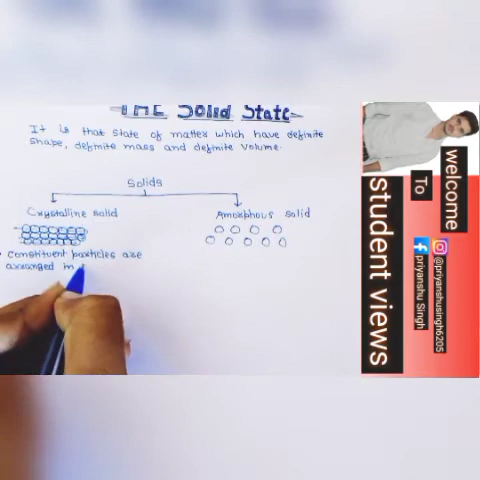 THE Solid State
It is that state of matter which have definite
shape, definite mass and definite volume.
Solids
Crystalline solid
Amorphous solid
• Constituent particles are
arranged in
welcome
To
student views
@priyanshusingh6205
priyanshu Singh